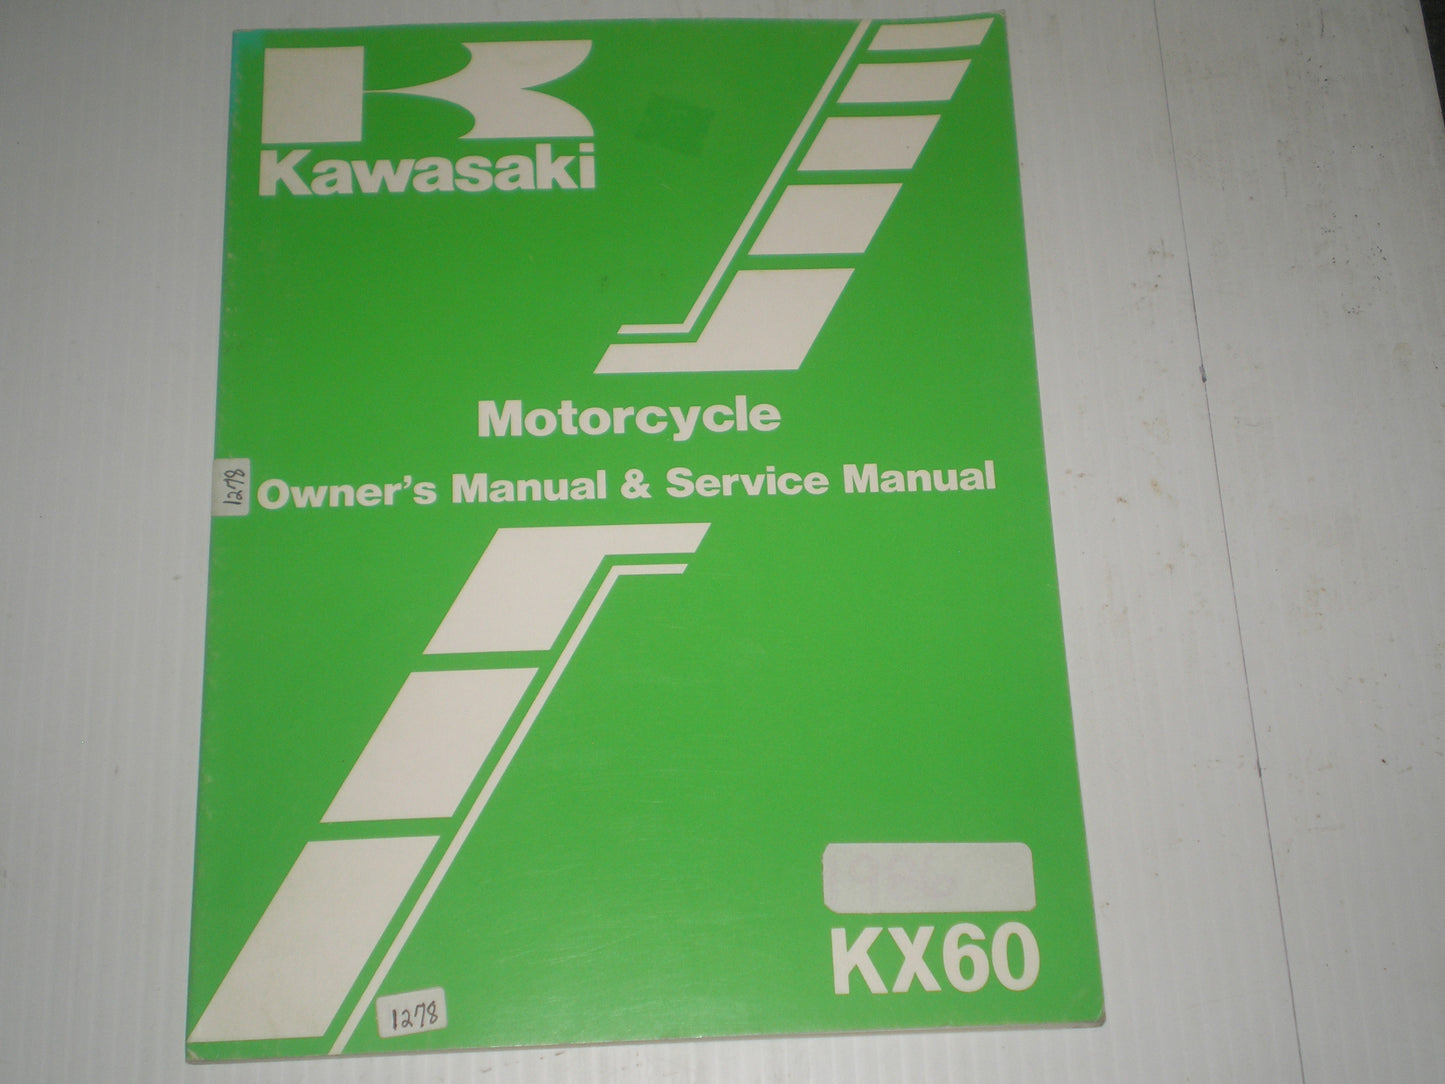 Kawasaki
Motorcycle
Owner's Manual & Service Manual
1278
KX60
1278